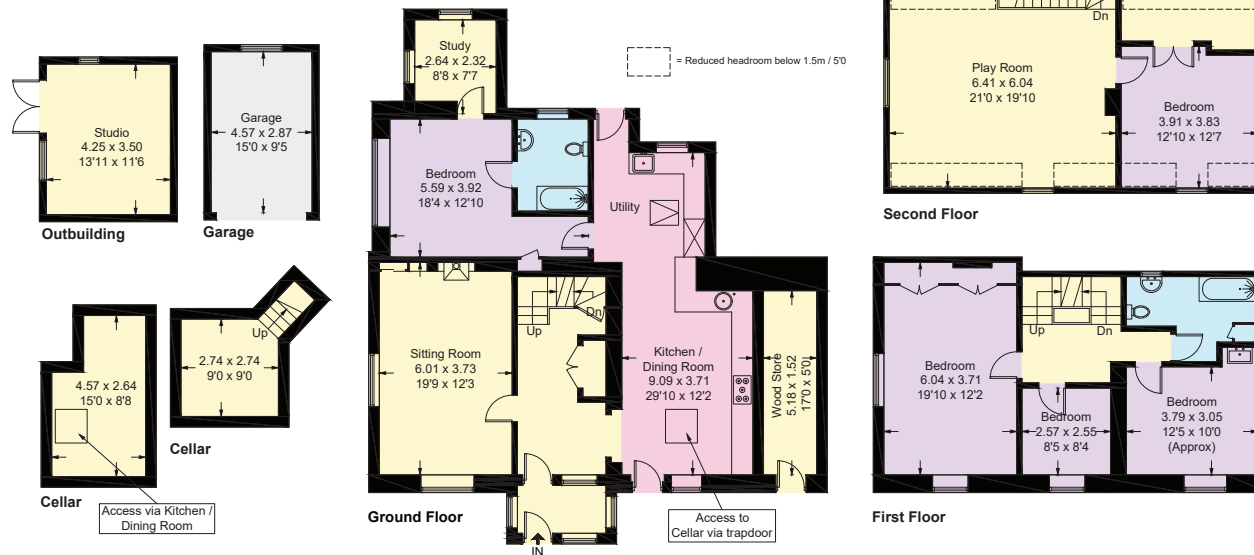 Study
2.64 x 2.32
8'8 x 7'7
= Reduced headroom below 1.5m / 5'0
Studio
4.25 x 3.50
13'11 x 11'6
Outbuilding
Garage
4.57 x 2.87
15'0 x 9'5
Garage
Bedroom
5.59 x 3.92
18'4 x 12'10
Utility
Dn
Play Room
6.41 x 6.04
21'0 x 19'10
Bedroom
3.91 x 3.83
12'10 x 12'7
Second Floor
4.57 x 2.64
15'0 x 8'8
Cellar
Access via Kitchen /
Dining Room
Up
2.74 x 2.74
9'0 x 9'0
Cellar
Sitting Room
6.01 x 3.73
19'9 x 12'3
Up
Dn
Kitchen /
Dining Room
9.09 x 3.71
29'10 x 12'2
Wood Store
5.18 x 1.52
17'0 x 5'0
Ground Floor
IN
Access to
Cellar via trapdoor
Up
Dn
Bedroom
6.04 x 3.71
19'10 x 12'2
Bedroom
2.57 x 2.55
8'5 x 8'4
Bedroom
3.79 x 3.05
12'5 x 10'0
(Approx)
First Floor